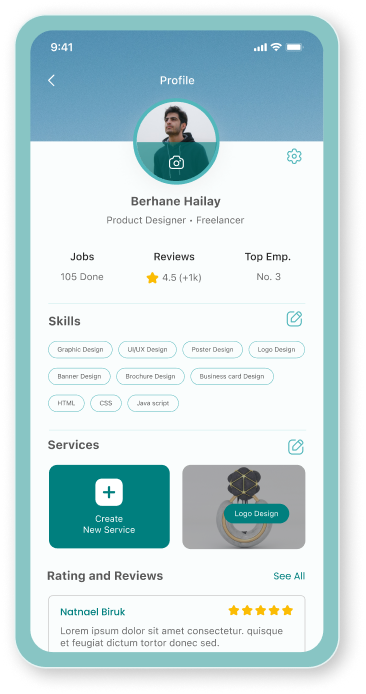 9:41
Profile
Berhane Hailay
Product Designer • Freelancer
Jobs Reviews Top Emp.
105 Done 4.5 (+1k) No. 3
Skills
Graphic Design UI/UX Design Poster Design Logo Design
Banner Design Brochure Design Business card Design
HTML CSS Java script
Services
Create
New Service
Logo Design
Rating and Reviews See All
Natnael Biruk
Lorem ipsum dolor sit amet consectetur. quisque
et feugiat dictum tortor donec sed.